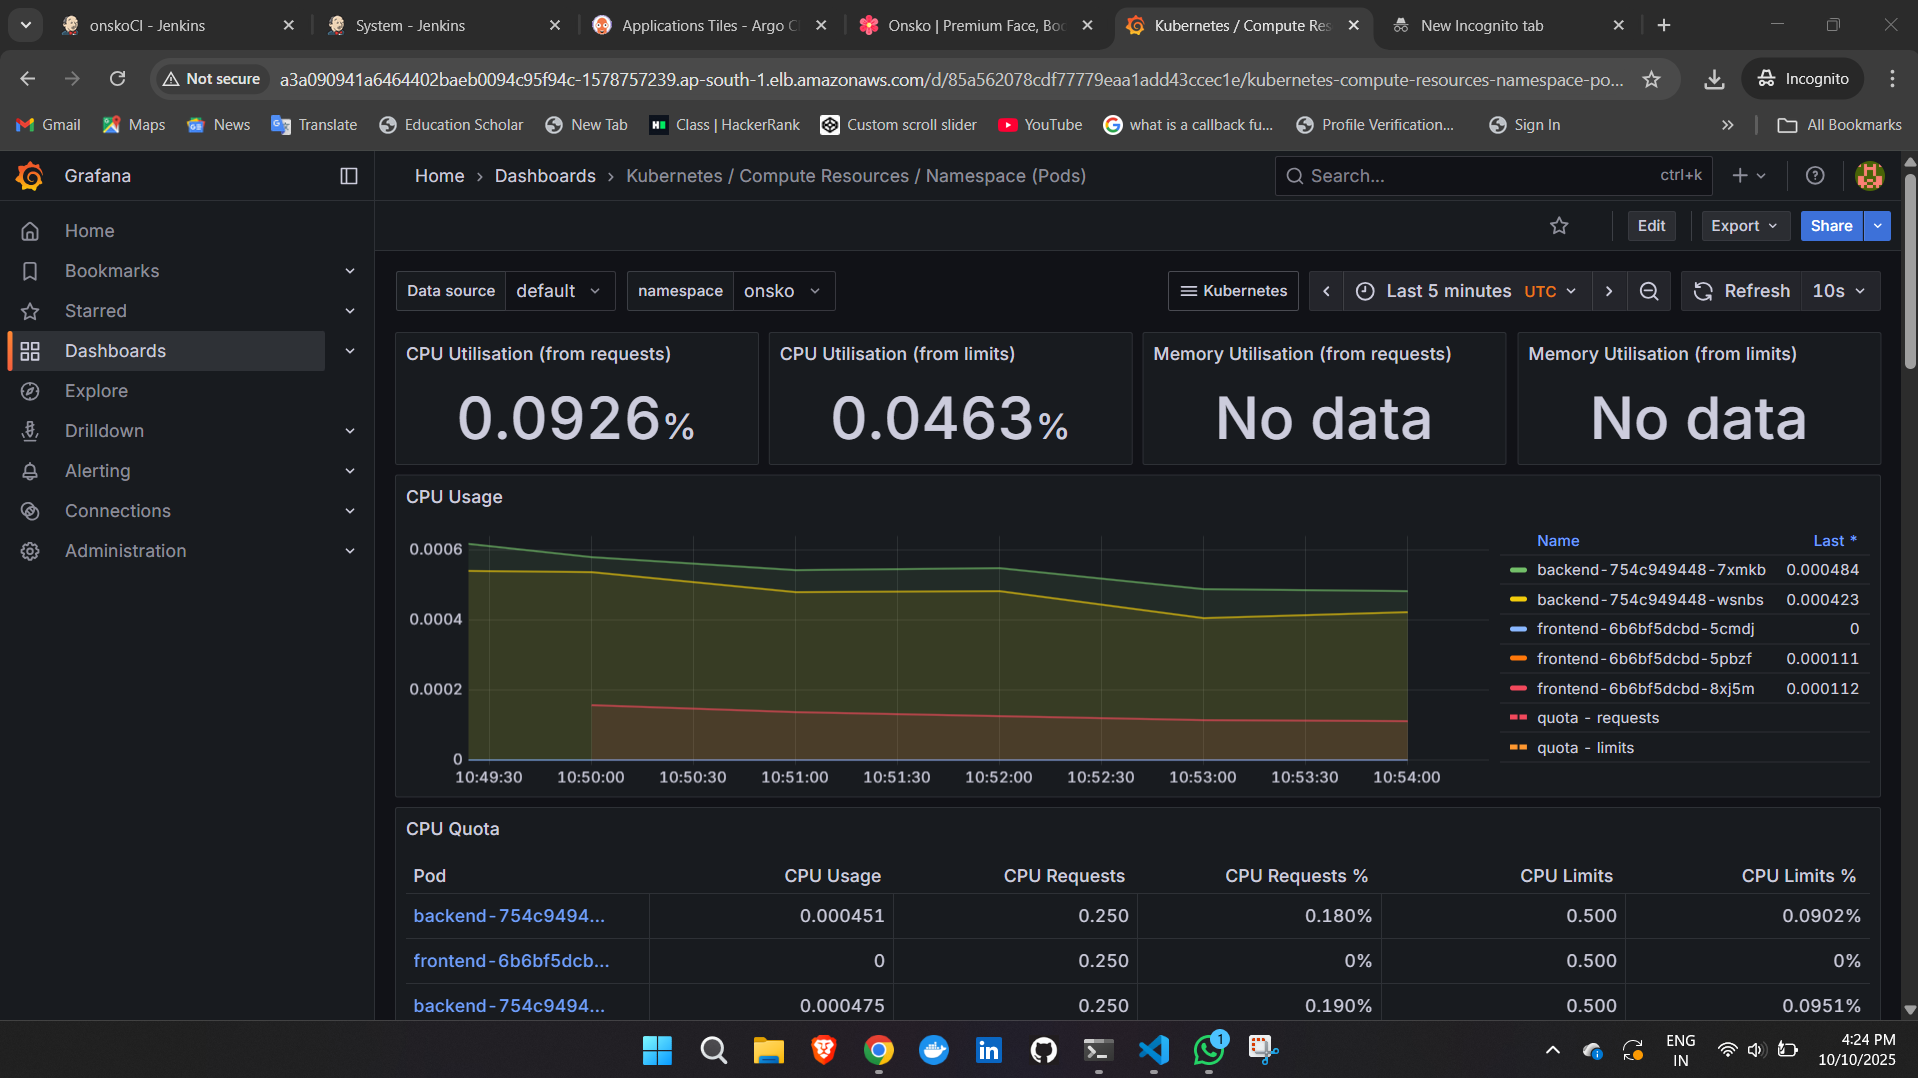 onskoCI - Jenkins
System - Jenkins
Applications Tiles - Argo C
Onsko | Premium Face, Boo
Kubernetes / Compute Res
New Incognito tab
Not secure
a3a090941a6464402baeb0094c95f94c-1578757239.ap-south-1.elb.amazonaws.com/d/85a562078cdf77779eaa1add43ccec1e/kubernetes-compute-resources-namespace-po...
Incognito
Gmail
Maps
News
Translate
Education Scholar
New Tab
Class | HackerRank
Custom scroll slider
YouTube
what is a callback fu...
Profile Verification...
Sign In
All Bookmarks
Grafana
Home › Dashboards › Kubernetes / Compute Resources / Namespace (Pods)
Search...
ctrl+k
Home
Bookmarks
Starred
Dashboards
Explore
Drilldown
Alerting
Connections
Administration
Edit
Export
Share
Data source
default
namespace
onsko
Kubernetes
Last 5 minutes UTC
Refresh
10s
CPU Utilisation (from requests)
0.0926%
CPU Utilisation (from limits)
0.0463%
Memory Utilisation (from requests)
No data
Memory Utilisation (from limits)
No data
CPU Usage
0.0006
0.0004
0.0002
0
10:49:30 10:50:00 10:50:30 10:51:00 10:51:30 10:52:00 10:52:30 10:53:00 10:53:30 10:54:00
Name Last *
backend-754c949448-7xmkb 0.000484
backend-754c949448-wsnbs 0.000423
frontend-6b6bf5dcbd-5cmdj 0
frontend-6b6bf5dcbd-5pbzf 0.000111
frontend-6b6bf5dcbd-8xj5m 0.000112
quota - requests
quota - limits
CPU Quota
Pod CPU Usage CPU Requests CPU Requests % CPU Limits CPU Limits %
backend-754c9494... 0.000451 0.250 0.180% 0.500 0.0902%
frontend-6b6bf5dcb... 0 0.250 0% 0.500 0%
backend-754c9494... 0.000475 0.250 0.190% 0.500 0.0951%
1
ENG
IN
4:24 PM
10/10/2025